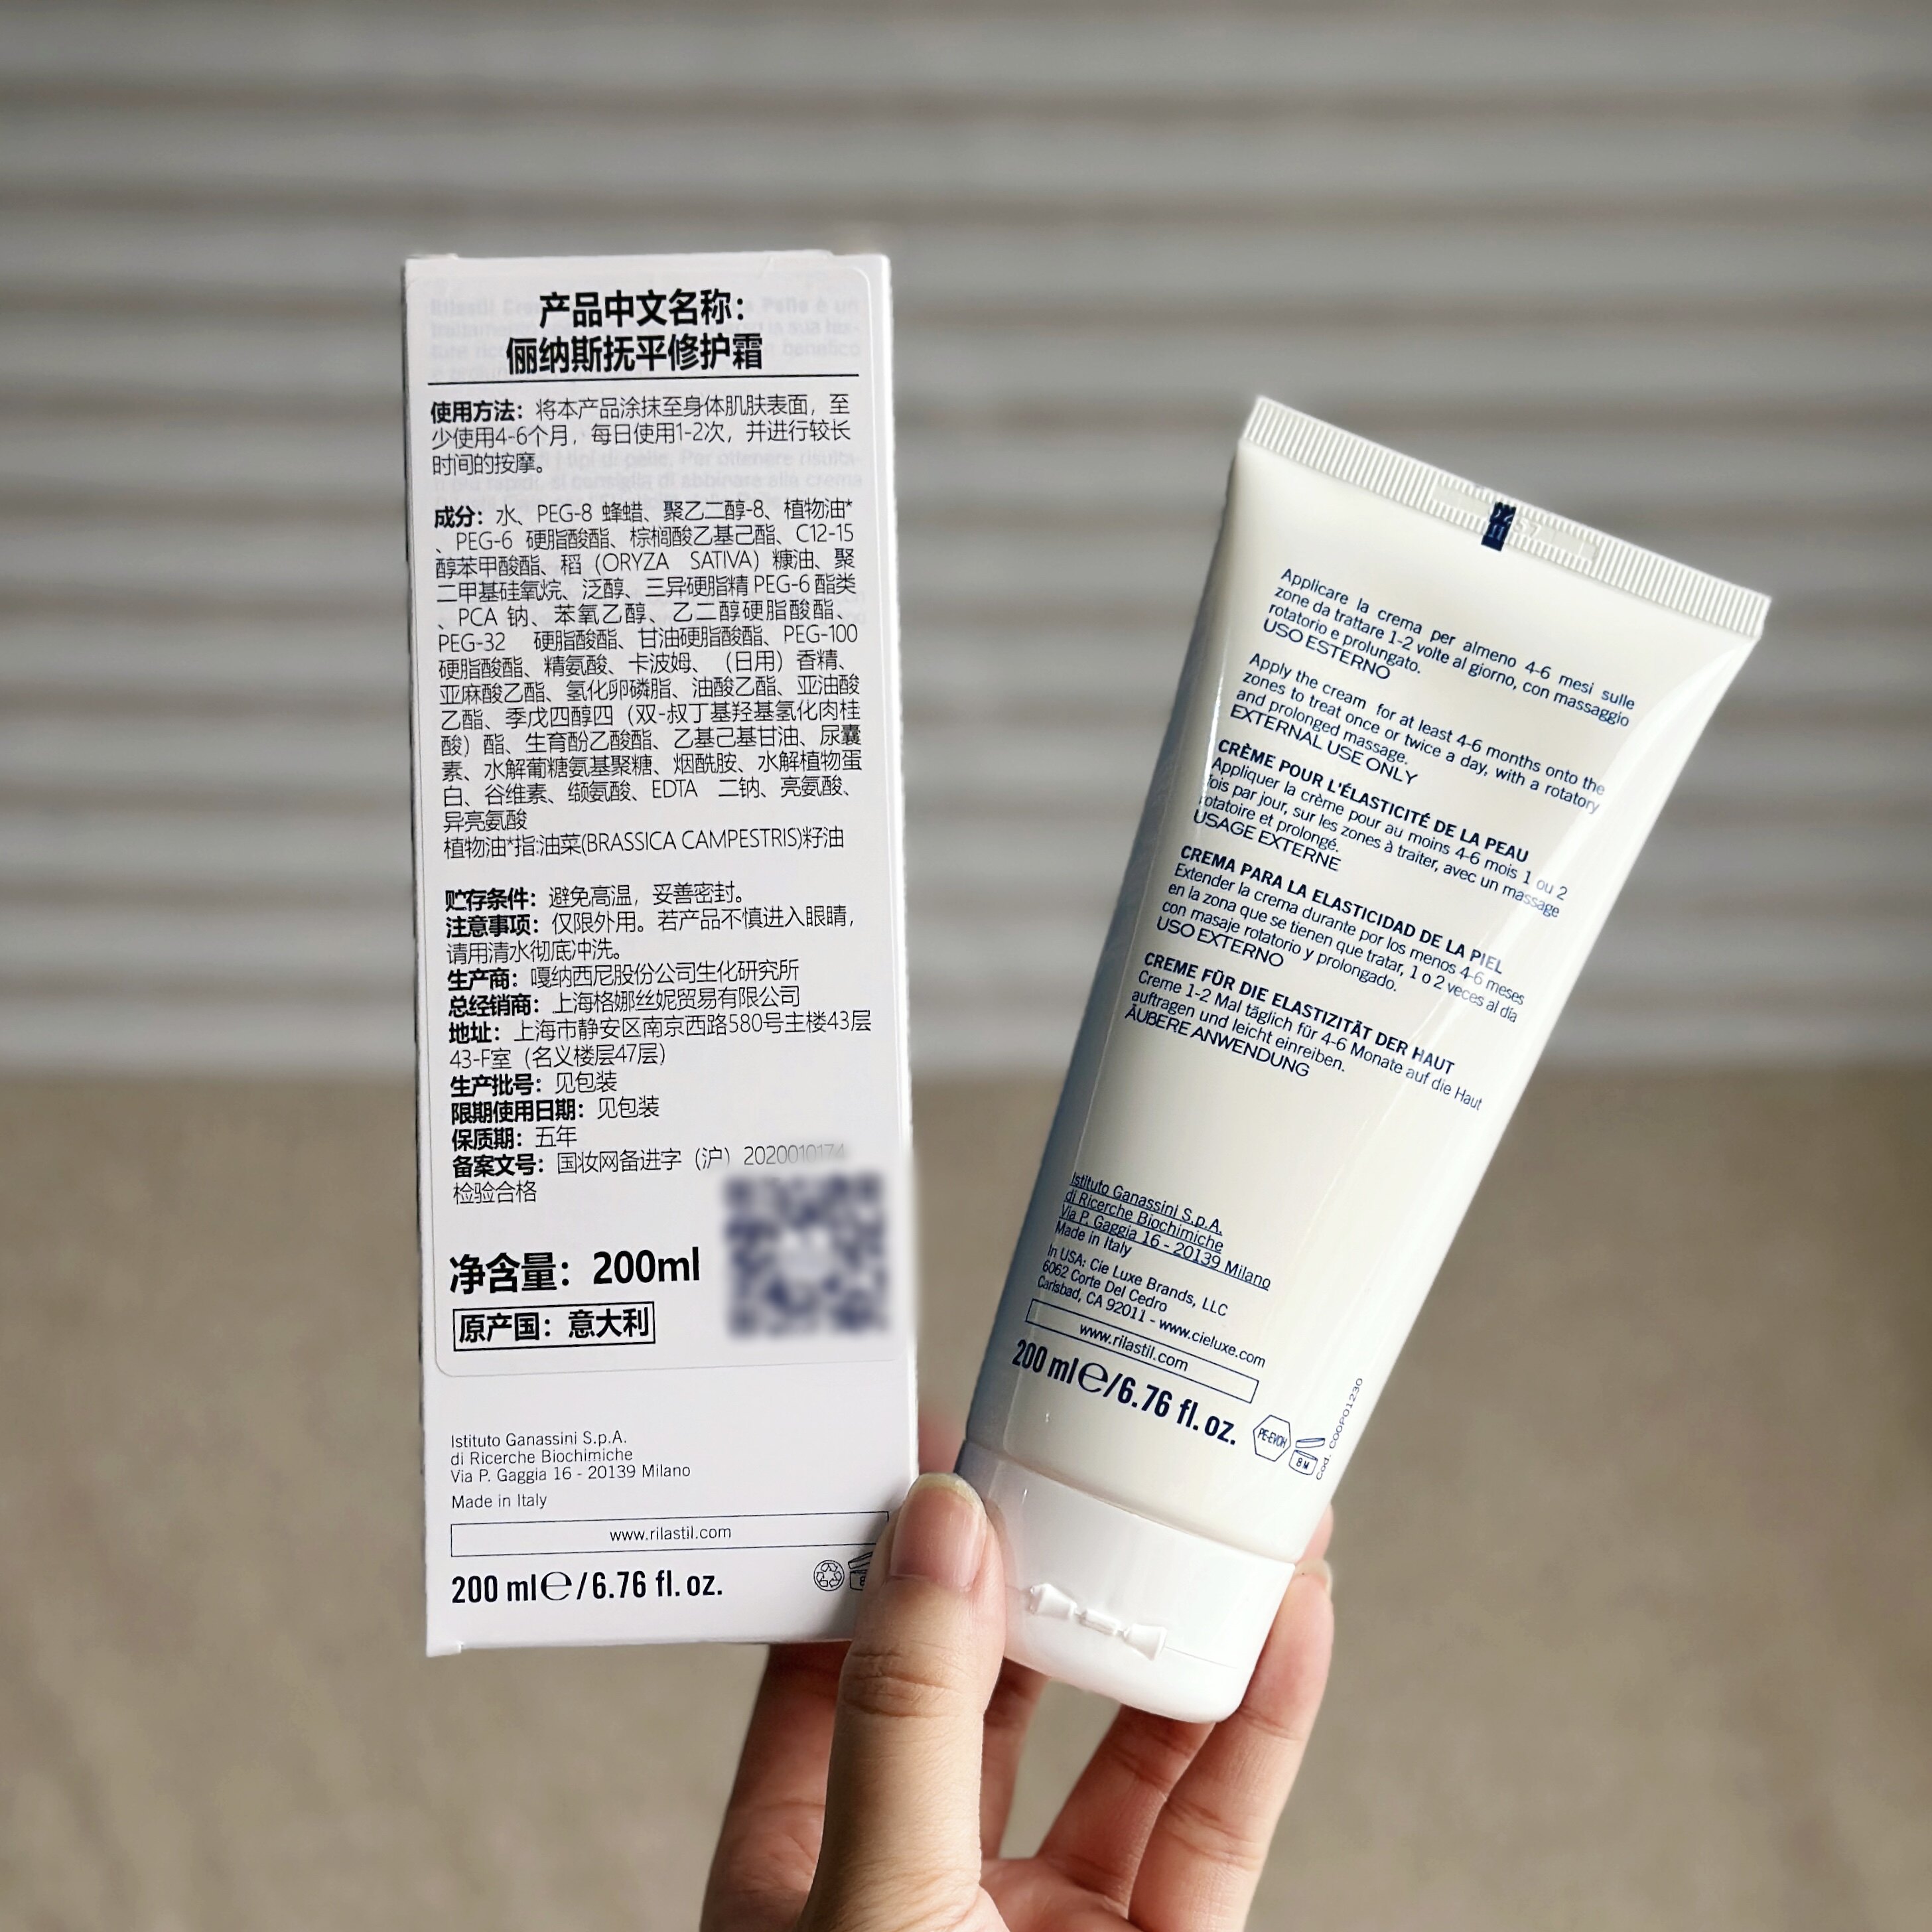 产品中文名称：
俪纳斯抚平修护霜
使用方法：将本产品涂抹至身体肌肤表面，至
少使用4-6个月，每日使用1-2次，并进行较长
时间的按摩。
成分：水、PEG-8 蜂蜡、聚乙二醇-8、植物油*
、PEG-6 硬脂酸酯、棕榈酸乙基己酯、C12-15
醇苯甲酸酯、稻（ORYZA SATIVA）糠油、聚
二甲基硅氧烷、泛醇、三异硬脂精 PEG-6 酯类
、PCA 钠、苯氧乙醇、乙二醇硬脂酸酯、
PEG-32 硬脂酸酯、甘油硬脂酸酯、PEG-100
硬脂酸酯、精氨酸、卡波姆、（日用）香精、
亚麻酸乙酯、氢化卵磷脂、油酸乙酯、亚油酸
乙酯、季戊四醇四（双-叔丁基羟基氢化肉桂
酸）酯、生育酚乙酸酯、乙基己基甘油、尿囊
素、水解葡糖氨基聚糖、烟酰胺、水解植物蛋
白、谷维素、缬氨酸、EDTA 二钠、亮氨酸、
异亮氨酸
植物油*指:油菜(BRASSICA CAMPESTRIS)籽油
贮存条件：避免高温，妥善密封。
注意事项：仅限外用。若产品不慎进入眼睛，
请用清水彻底冲洗。
生产商：嘎纳西尼股份公司生化研究所
总经销商：上海格娜丝妮贸易有限公司
地址：上海市静安区南京西路580号主楼43层
43-F室（名义楼层47层）
生产批号：见包装
限期使用日期：见包装
保质期：五年
备案文号：国妆网备进字（沪）2020010174
检验合格
净含量：200ml
原产国：意大利
Istituto Ganassini S.p.A.
di Ricerche Biochimiche
Via P. Gaggia 16 - 20139 Milano
Made in Italy
www.rilastil.com
200 ml℮/6.76 fl. oz.
Applicare la crema per almeno 4-6 mesi sulle
zone da trattare 1-2 volte al giorno, con massaggio
rotatorio e prolungato.
USO ESTERNO
Apply the cream for at least 4-6 months onto the
zones to treat once or twice a day, with a rotatory
and prolonged massage.
EXTERNAL USE ONLY
CRÈME POUR L'ÉLASTICITÉ DE LA PEAU
Appliquer la crème pour au moins 4-6 mois 1 ou 2
fois par jour, sur les zones à traiter, avec un massage
rotatoire et prolongé.
USAGE EXTERNE
CREMA PARA LA ELASTICIDAD DE LA PIEL
Extender la crema durante por los menos 4-6 meses
en la zona que se tienen que tratar, 1 o 2 veces al día
con masaje rotatorio y prolongado.
USO EXTERNO
CREME FÜR DIE ELASTIZITÄT DER HAUT
Creme 1-2 Mal täglich für 4-6 Monate auf die Haut
auftragen und leicht einreiben.
ÄUßERE ANWENDUNG
Istituto Ganassini S.p.A.
di Ricerche Biochimiche
Via P. Gaggia 16 - 20139 Milano
Made in Italy
In USA: Cie Luxe Brands, LLC
6062 Corte Del Cedro
Carlsbad, CA 92011 - www.cieluxe.com
www.rilastil.com
200 ml℮/6.76 fl. oz.
PE-EVOH
8 M
Cod. C00P01230